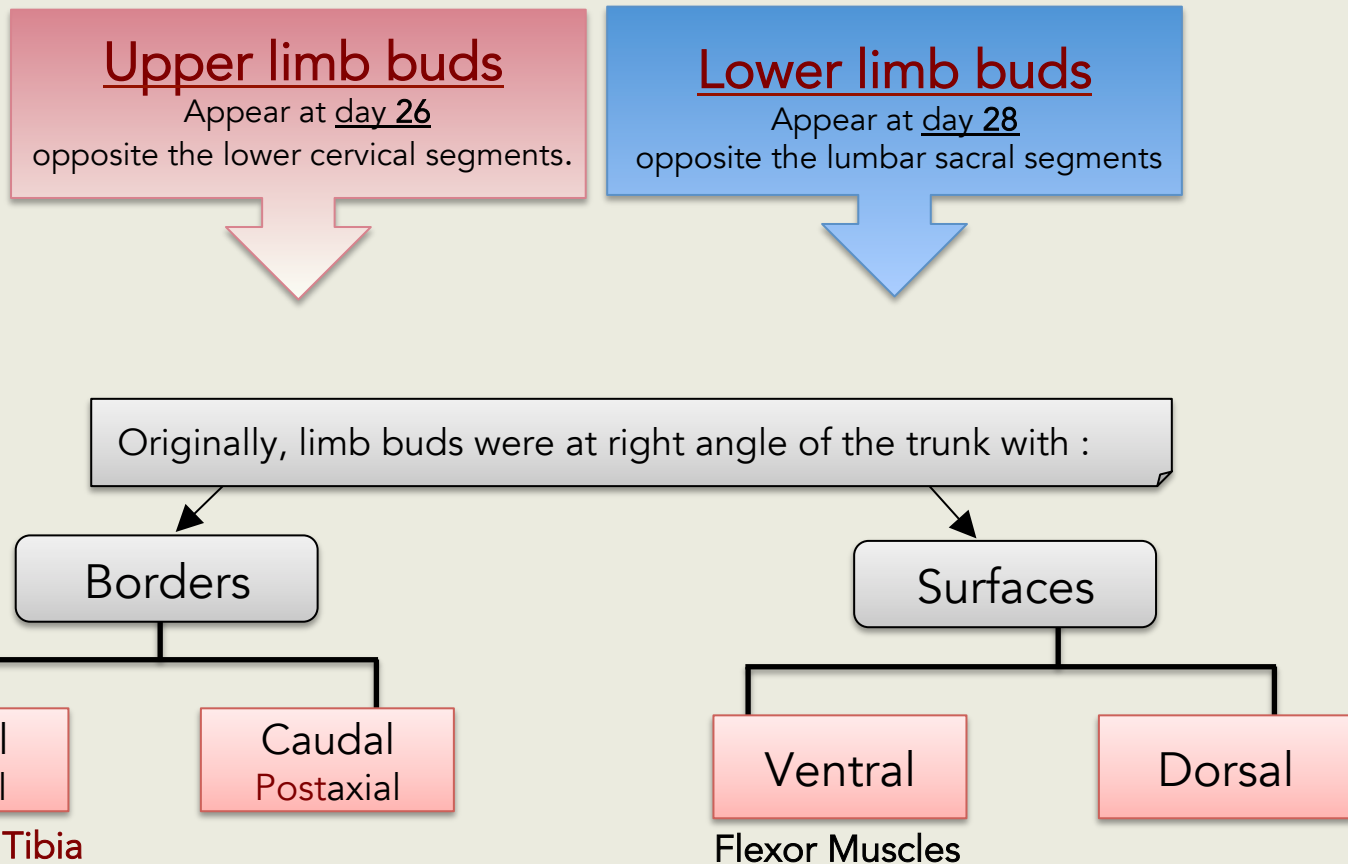 Upper limb buds
Appear at day 26
opposite the lower cervical segments.
Lower limb buds
Appear at day 28
opposite the lumbar sacral segments
Originally, limb buds were at right angle of the trunk with :
Borders
Surfaces
l
l
Caudal
Postaxial
Ventral
Dorsal
Tibia
Flexor Muscles